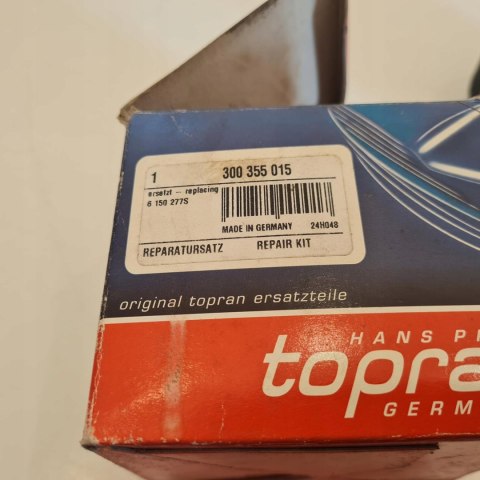 1 300 355 015
ersetzt - replacing
6 150 277S
MADE IN GERMANY 24H048
REPARATURSATZ REPAIR KIT
original topran ersatzteile
HANS
topra
GERM